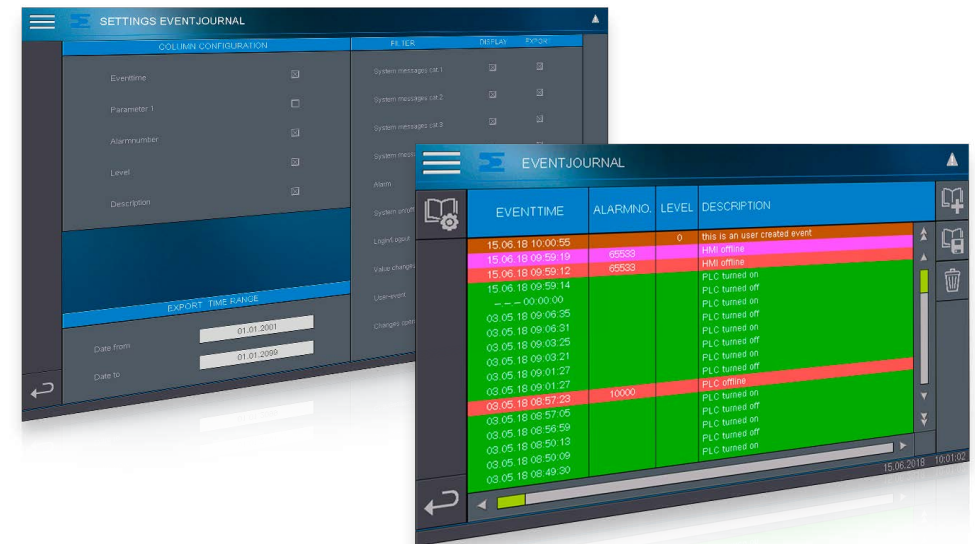 SETTINGS EVENTJOURNAL
COLUMN CONFIGURATION
Eventtime
Parameter 1
Alarmnumber
Level
Description
EXPORT TIME RANGE
Date from 01.01.2001
Date to 01.01.2099
FILTER DISPLAY EXPORT
System messages cat.1
System messages cat.2
System messages cat.3
System
Alarm
System on/off
Login/Logout
Value changes
User-event
Changes
EVENTJOURNAL
EVENTTIME ALARMNO. LEVEL DESCRIPTION
15.06.18 10:00:55 0 this is an user created event
15.06.18 09:59:19 65533 HMI offline
15.06.18 09:59:12 65533 HMI offline
15.06.18 09:59:14 PLC turned on
– – – 00:00:00 PLC turned off
03.05.18 09:06:35 PLC turned on
03.05.18 09:06:31 PLC turned off
03.05.18 09:03:25 PLC turned on
03.05.18 09:03:21 PLC turned off
03.05.18 09:01:27 PLC turned on
03.05.18 09:01:27 PLC turned off
03.05.18 08:57:23 10000 PLC offline
03.05.18 08:57:05 PLC turned on
03.05.18 08:56:59 PLC turned off
03.05.18 08:50:13 PLC turned on
03.05.18 08:50:09 PLC turned off
03.05.18 08:49:30 PLC turned on
15.06.2018 10:01:02